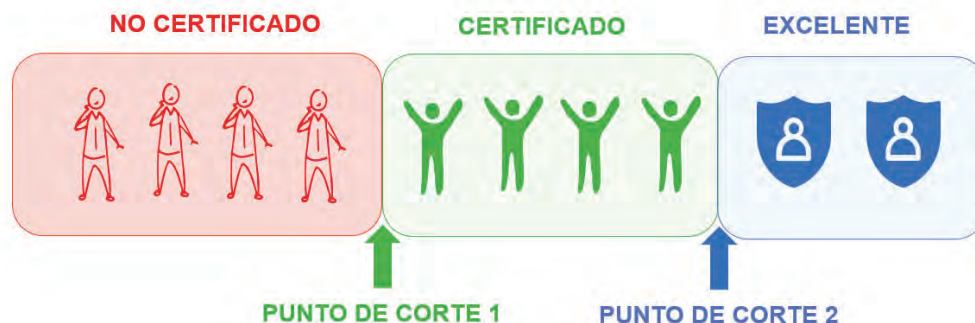 NO CERTIFICADO
CERTIFICADO
EXCELENTE
PUNTO DE CORTE 1
PUNTO DE CORTE 2